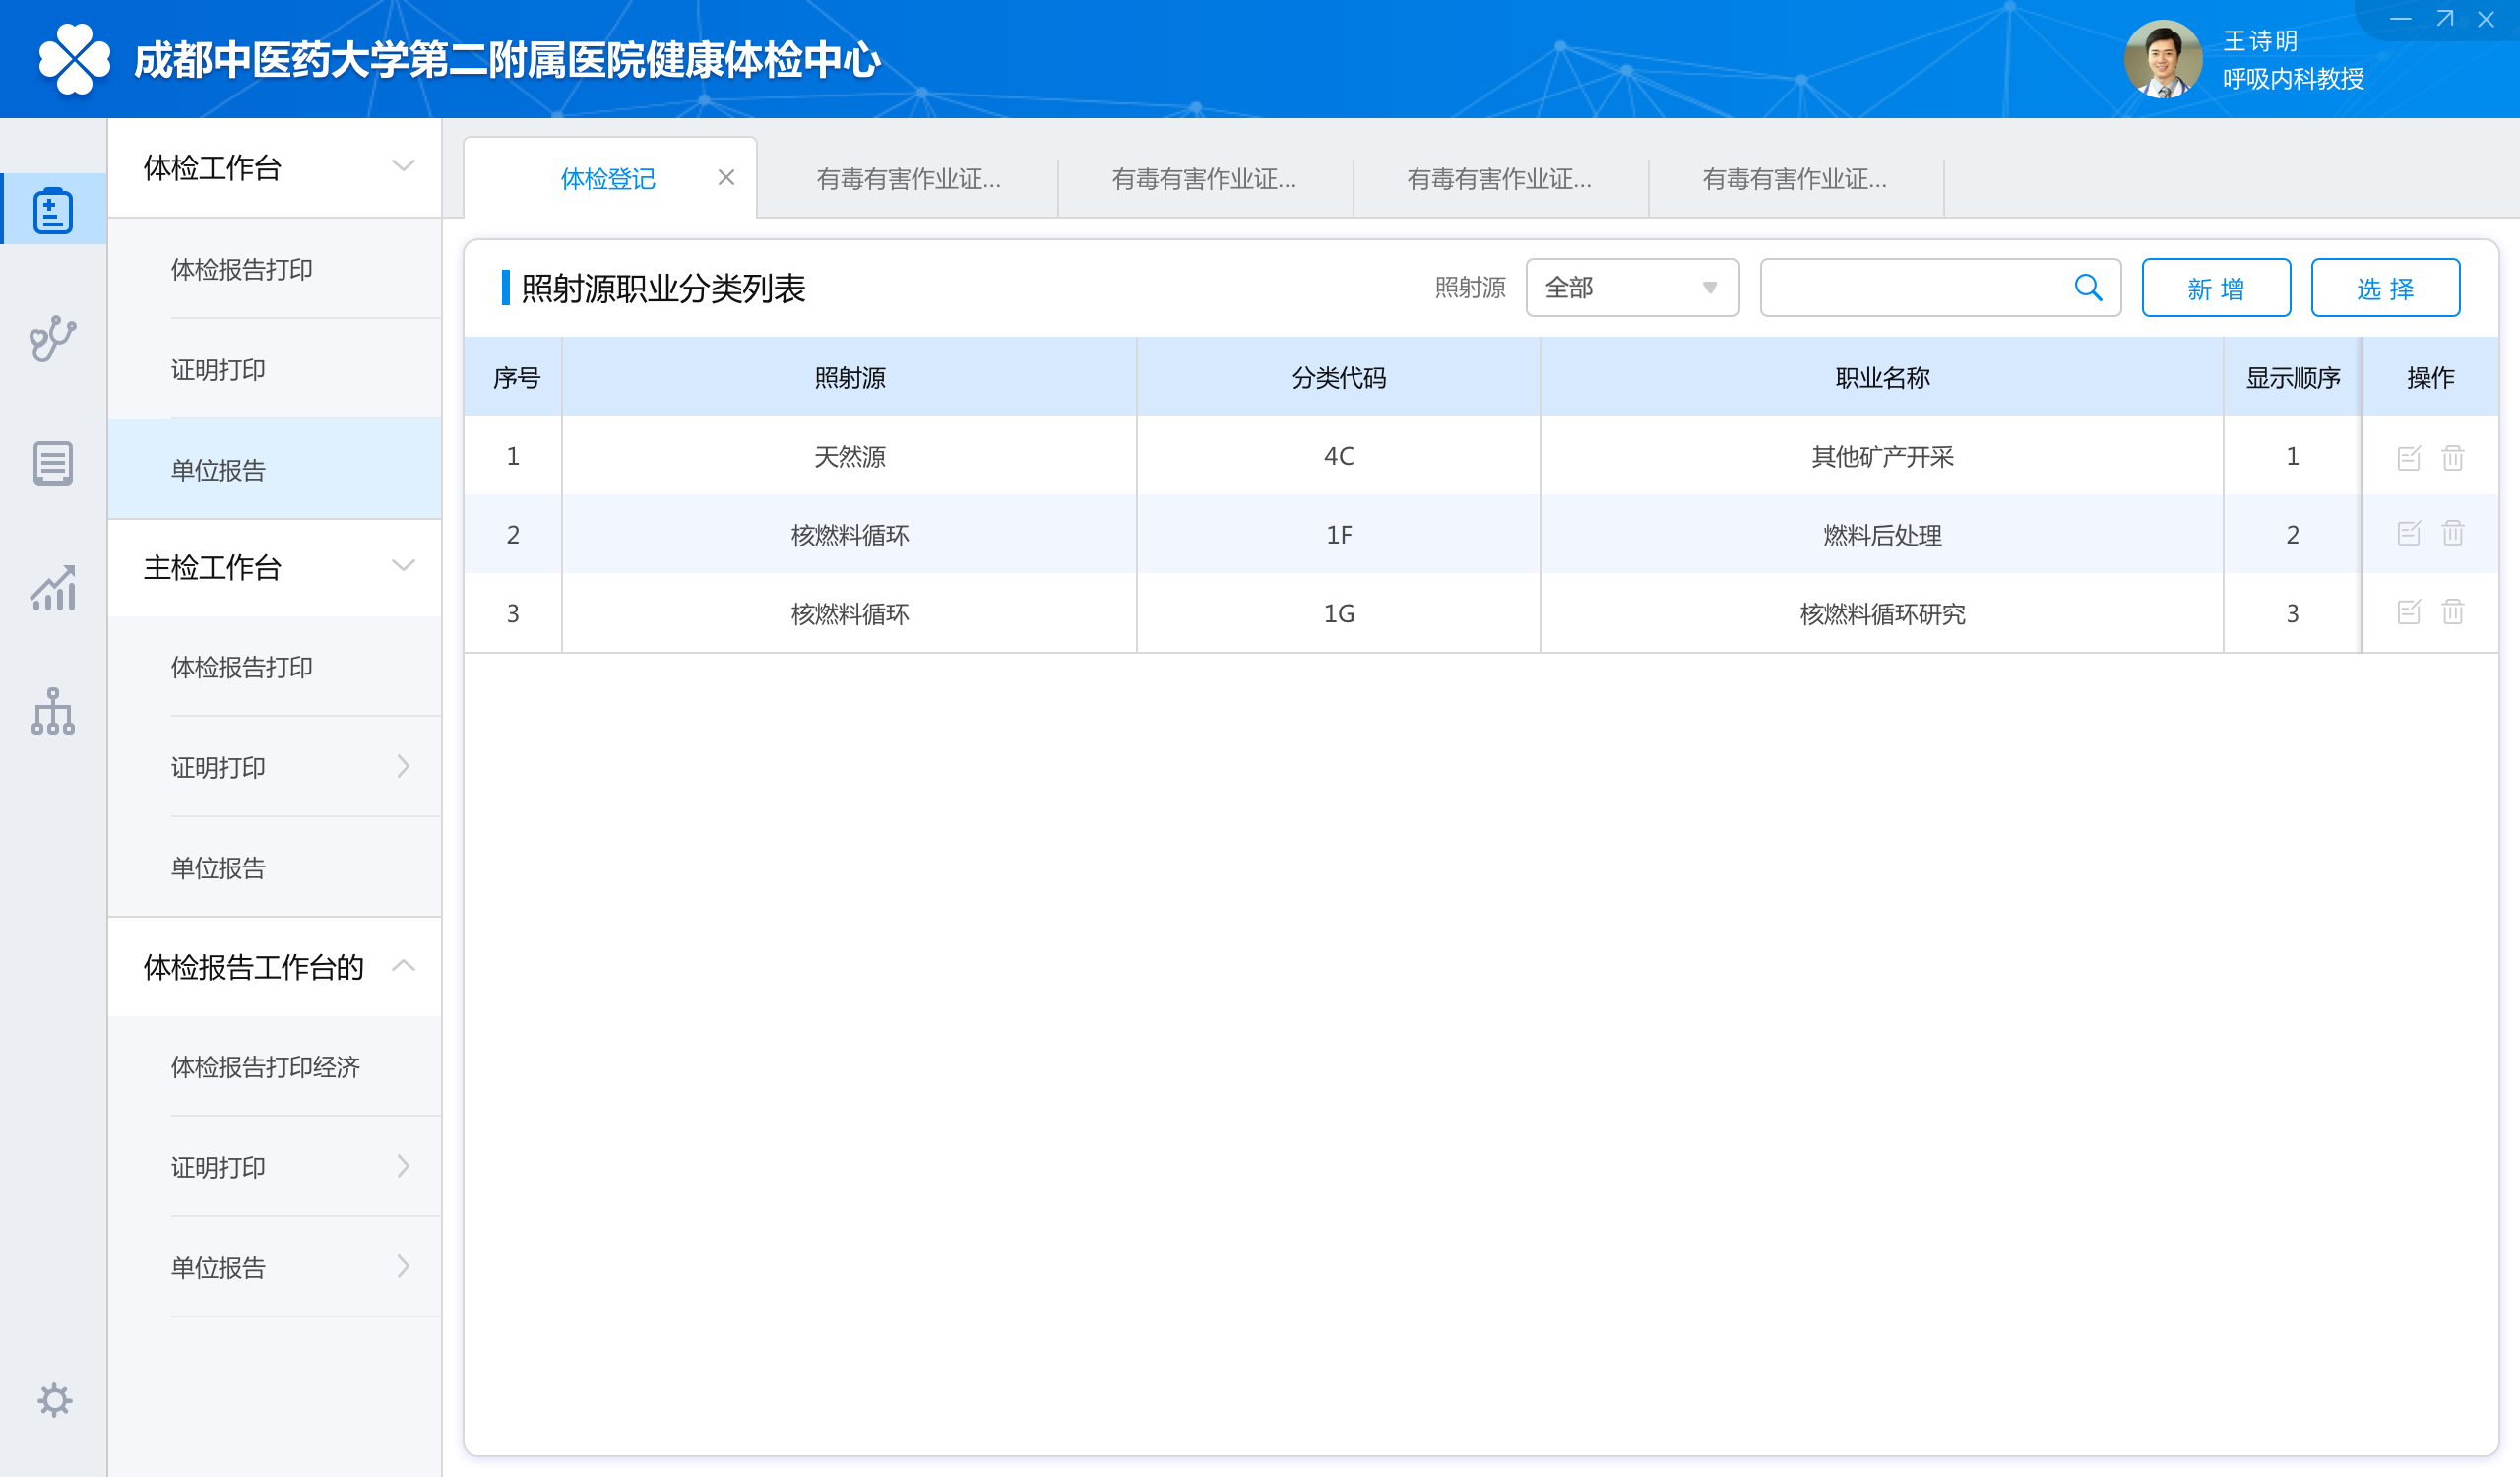 成都中医药大学第二附属医院健康体检中心
王诗明
呼吸内科教授
体检工作台
体检报告打印
证明打印
单位报告
主检工作台
体检报告打印
证明打印
单位报告
体检报告工作台的
体检报告打印经济
证明打印
单位报告
体检登记 有毒有害作业证... 有毒有害作业证... 有毒有害作业证... 有毒有害作业证...
照射源职业分类列表 照射源 全部 新 增 选 择
序号 照射源 分类代码 职业名称 显示顺序 操作
1 天然源 4C 其他矿产开采 1
2 核燃料循环 1F 燃料后处理 2
3 核燃料循环 1G 核燃料循环研究 3